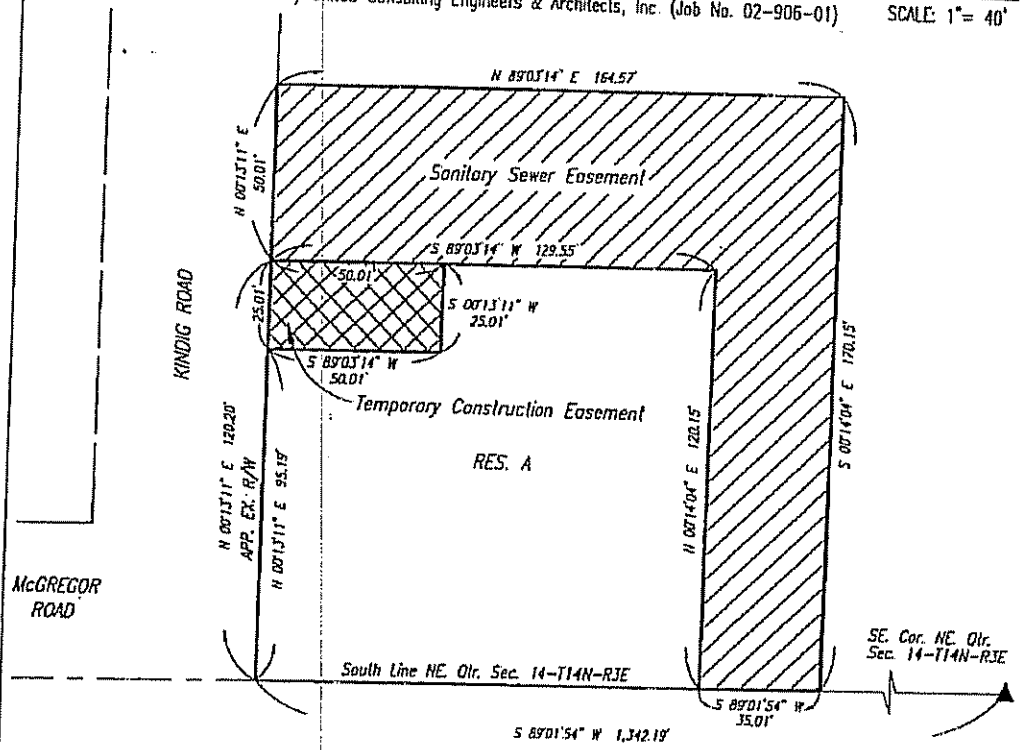 United Consulting Engineers & Architects, Inc. (Job No. 02-906-01)
SCALE: 1"= 40'
N 89°03'14" E 164.57'
N 00°13'11" E
50.01'
Sanitary Sewer Easement
S 89°03'14" W 129.55'
50.01'
25.01'
S 00°13'11" W
25.01'
KINDIG ROAD
S 89°03'14" W
50.01'
Temporary Construction Easement
S 00°14'04" E 170.15'
RES. A
N 00°13'11" E 120.20'
APP. EX. R/W
N 00°13'11" E 95.19'
N 00°14'04" E 120.15'
McGREGOR
ROAD
SE. Cor. NE. Qtr.
Sec. 14-T14N-R3E
South Line NE. Qtr. Sec. 14-T14N-R3E
S 89°01'54" W
35.01'
S 89°01'54" W 1,342.19'